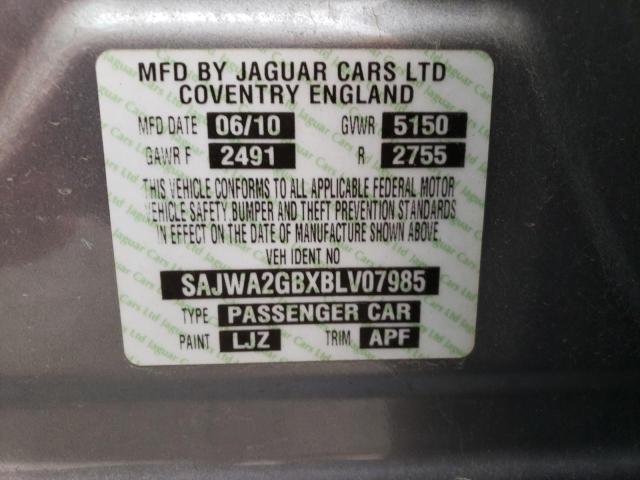 MFD BY JAGUAR CARS LTD
COVENTRY ENGLAND
MFD DATE 06/10 GVWR 5150
GAWR F 2491 R 2755
THIS VEHICLE CONFORMS TO ALL APPLICABLE FEDERAL MOTOR
VEHICLE SAFETY BUMPER AND THEFT PREVENTION STANDARDS
IN EFFECT ON THE DATE OF MANUFACTURE SHOWN ABOVE
VEH IDENT NO
SAJWA2GBXBLV07985
TYPE PASSENGER CAR
PAINT LJZ TRIM APF